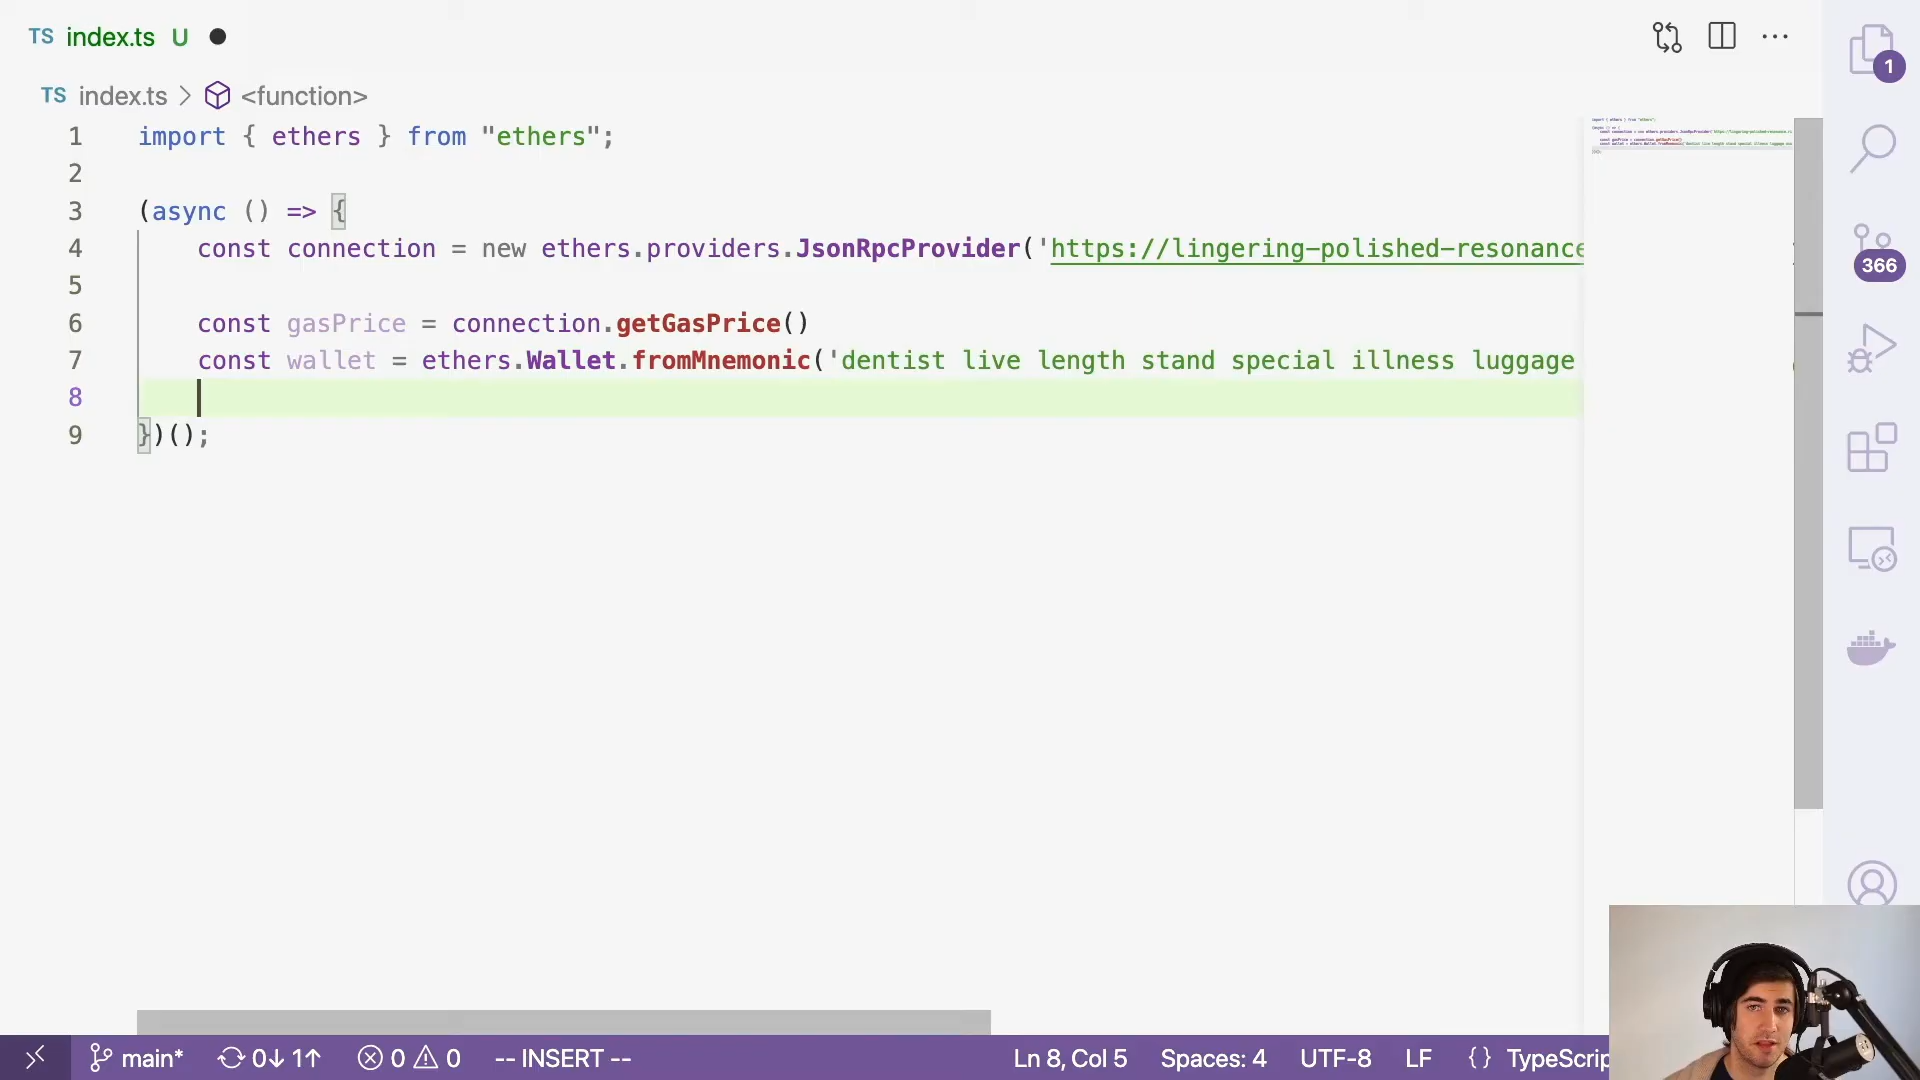 TS index.ts U
TS index.ts > <function>
1 import { ethers } from "ethers";
2
3 (async () => {
4 const connection = new ethers.providers.JsonRpcProvider('https://lingering-polished-resonance
5
6 const gasPrice = connection.getGasPrice()
7 const wallet = ethers.Wallet.fromMnemonic('dentist live length stand special illness luggage
8
9 })();
1
366
main* 0↓ 1↑ 0 0 -- INSERT -- Ln 8, Col 5 Spaces: 4 UTF-8 LF {} TypeScrip